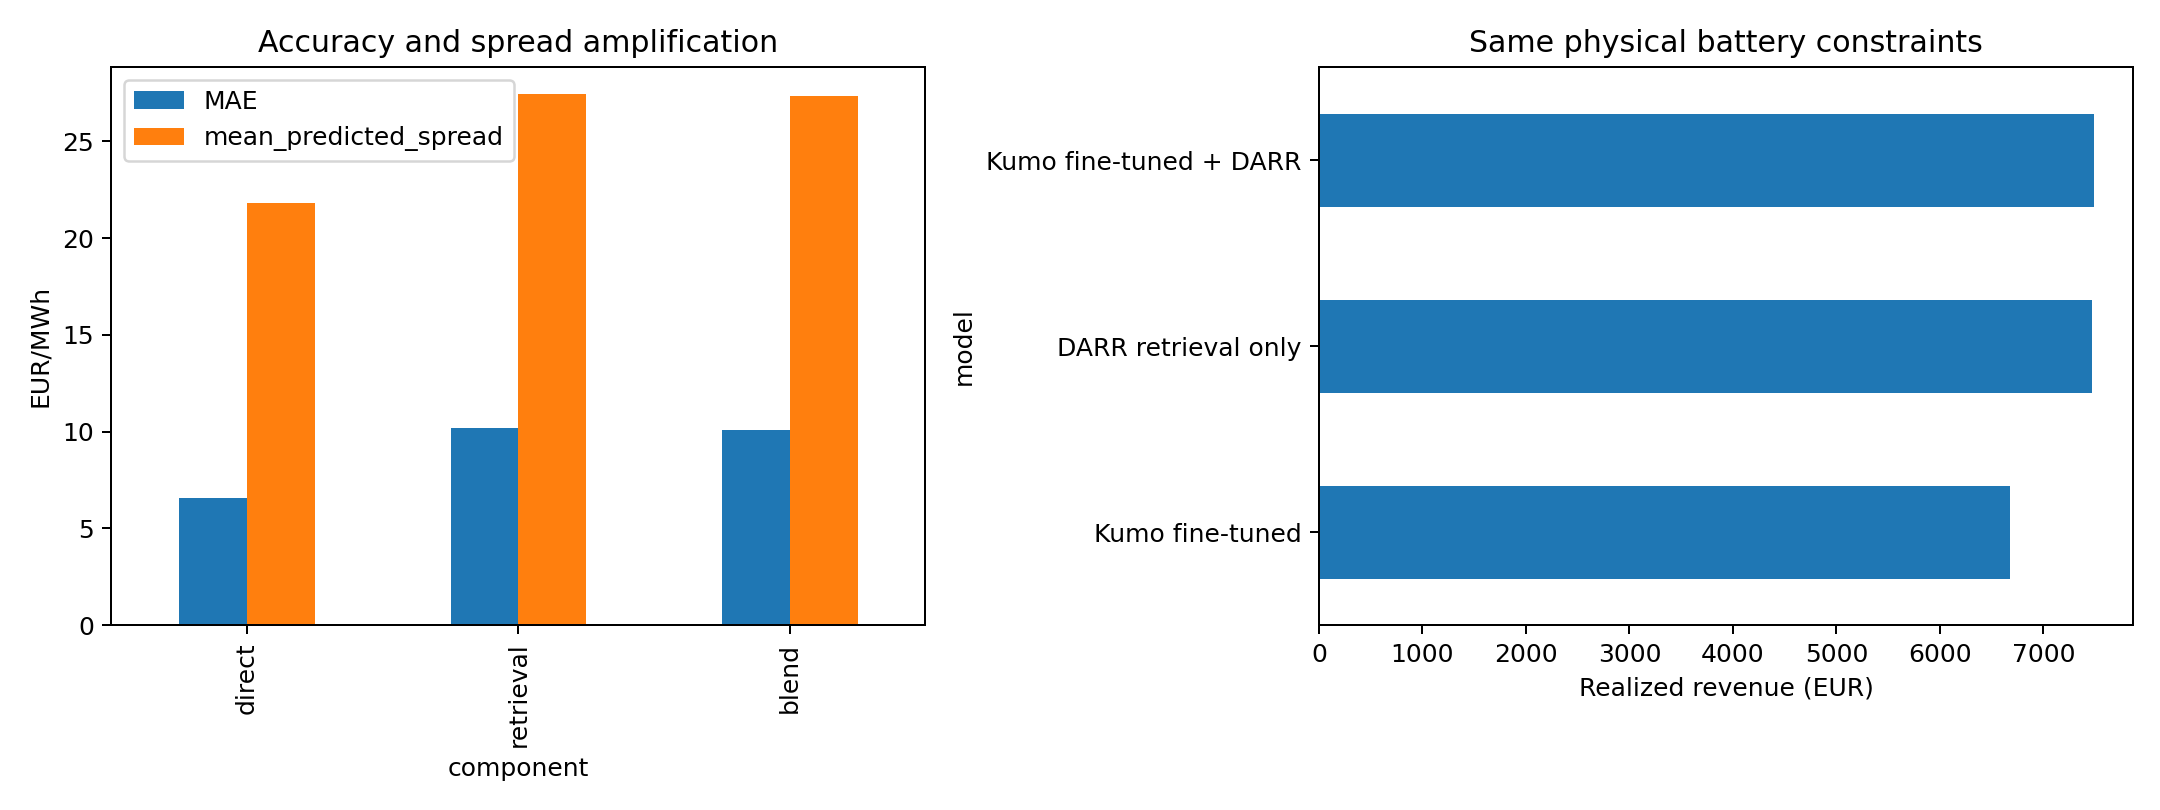 Accuracy and spread amplification
MAE
mean_predicted_spread
EUR/MWh
25
20
15
10
5
0
direct
retrieval
blend
component
Same physical battery constraints
model
Kumo fine-tuned + DARR
DARR retrieval only
Kumo fine-tuned
0 1000 2000 3000 4000 5000 6000 7000
Realized revenue (EUR)